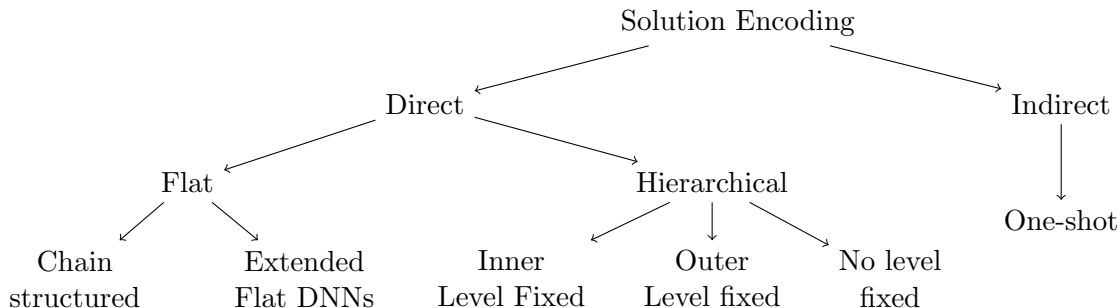 Solution Encoding
Direct
Indirect
Flat
Hierarchical
One-shot
Chain
structured
Extended
Flat DNNs
Inner
Level Fixed
Outer
Level fixed
No level
fixed